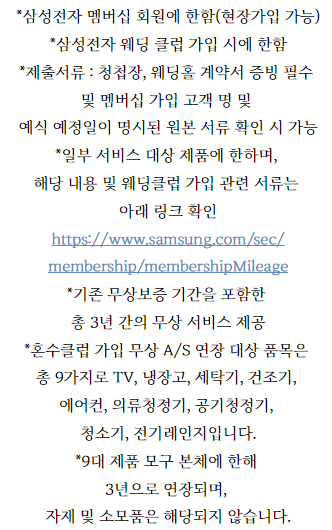 *삼성전자 멤버십 회원에 한함(현장가입 가능)
*삼성전자 웨딩 클럽 가입 시에 한함
*제출서류 : 청첩장, 웨딩홀 계약서 증빙 필수
및 멤버십 가입 고객 명 및
예식 예정일이 명시된 원본 서류 확인 시 가능
*일부 서비스 대상 제품에 한하며,
해당 내용 및 웨딩클럽 가입 관련 서류는
아래 링크 확인
https://www.samsung.com/sec/
membership/membershipMileage
*기존 무상보증 기간을 포함한
총 3년 간의 무상 서비스 제공
*혼수클럽 가입 무상 A/S 연장 대상 품목은
총 9가지로 TV, 냉장고, 세탁기, 건조기,
에어컨, 의류청정기, 공기청정기,
청소기, 전기레인지입니다.
*9대 제품 모구 본체에 한해
3년으로 연장되며,
자재 및 소모품은 해당되지 않습니다.